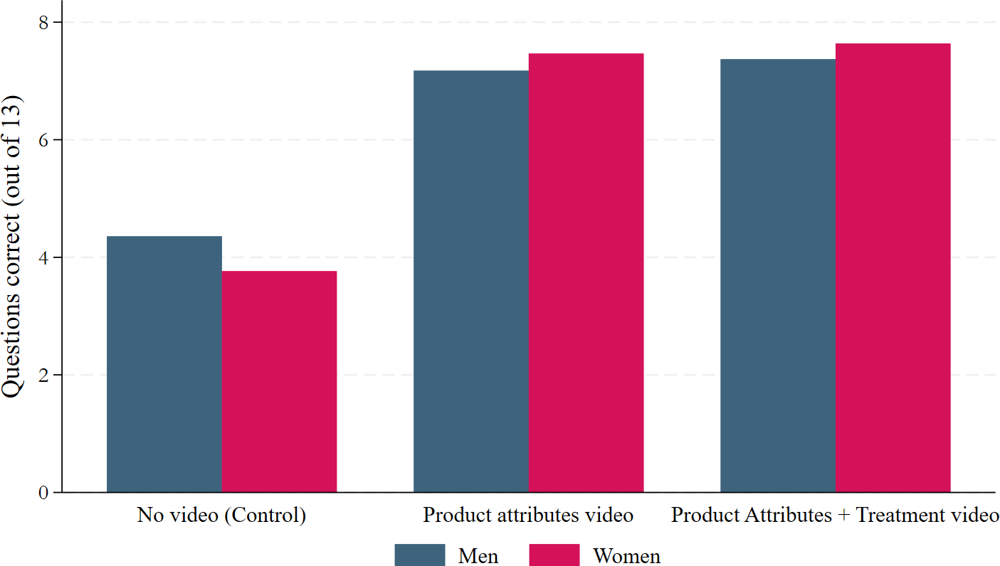 Questions correct (out of 13)
8
6
4
2
0
No video (Control)
Product attributes video
Product Attributes + Treatment video
Men
Women